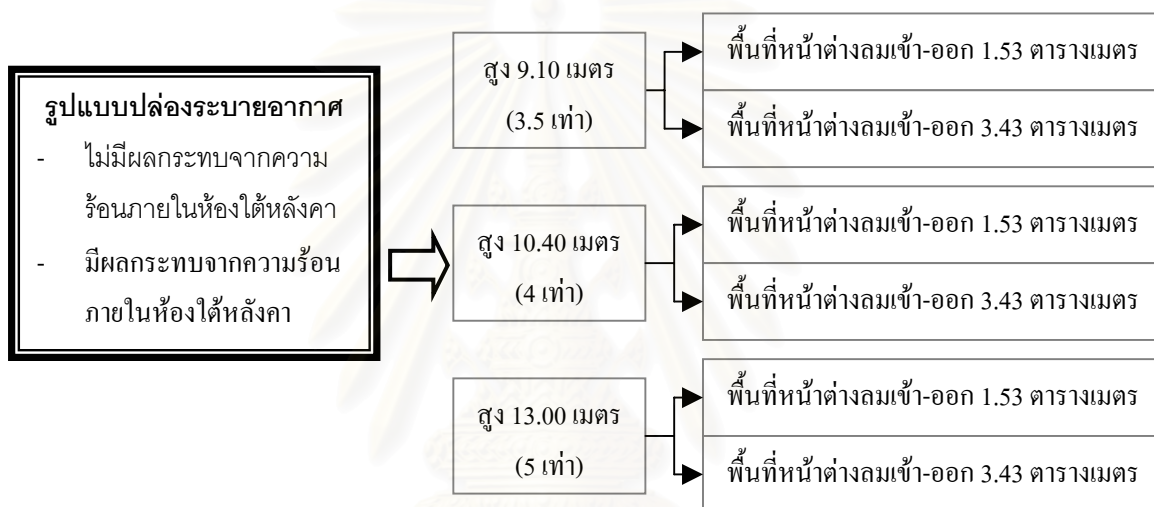 รูปแบบปล่องระบายอากาศ
- ไม่มีผลกระทบจากความ
ร้อนภายในห้องใต้หลังคา
- มีผลกระทบจากความร้อน
ภายในห้องใต้หลังคา
สูง 9.10 เมตร
(3.5 เท่า)
พื้นที่หน้าต่างลมเข้า-ออก 1.53 ตารางเมตร
พื้นที่หน้าต่างลมเข้า-ออก 3.43 ตารางเมตร
สูง 10.40 เมตร
(4 เท่า)
พื้นที่หน้าต่างลมเข้า-ออก 1.53 ตารางเมตร
พื้นที่หน้าต่างลมเข้า-ออก 3.43 ตารางเมตร
สูง 13.00 เมตร
(5 เท่า)
พื้นที่หน้าต่างลมเข้า-ออก 1.53 ตารางเมตร
พื้นที่หน้าต่างลมเข้า-ออก 3.43 ตารางเมตร